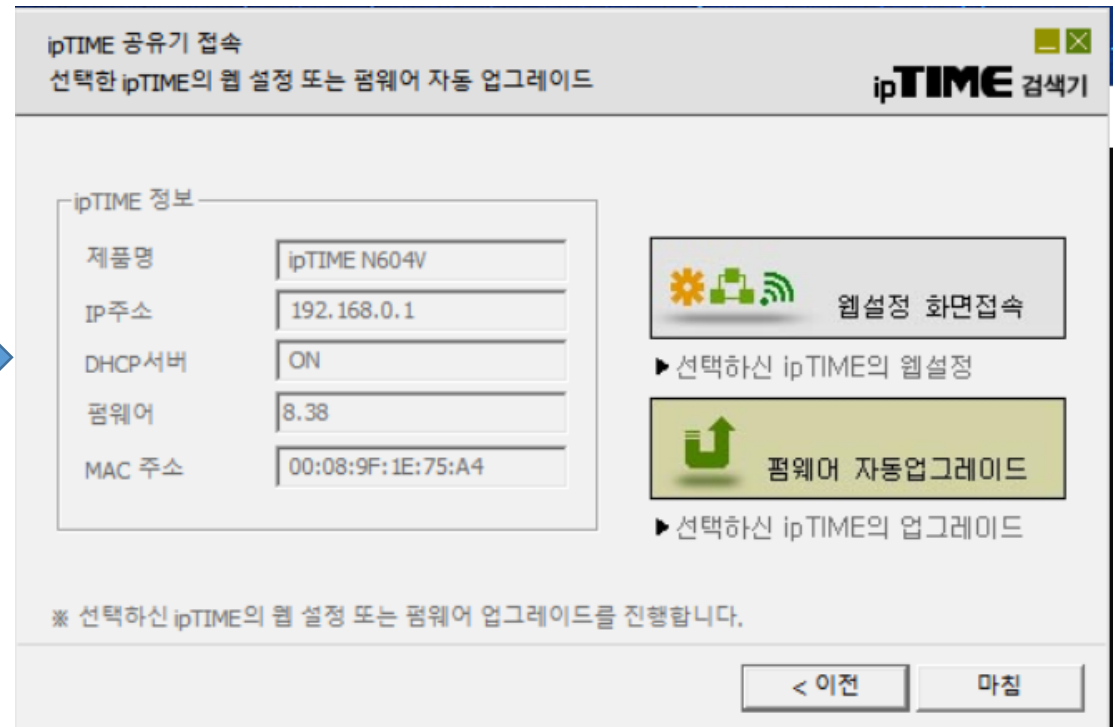 ipTIME 공유기 접속
선택한 ipTIME의 웹 설정 또는 펌웨어 자동 업그레이드
ipTIME 검색기
ipTIME 정보
제품명 ipTIME N604V
IP주소 192.168.0.1
DHCP서버 ON
펌웨어 8.38
MAC 주소 00:08:9F:1E:75:A4
웹설정 화면접속
▶선택하신 ipTIME의 웹설정
펌웨어 자동업그레이드
▶선택하신 ipTIME의 업그레이드
※ 선택하신 ipTIME의 웹 설정 또는 펌웨어 업그레이드를 진행합니다.
< 이전
마침